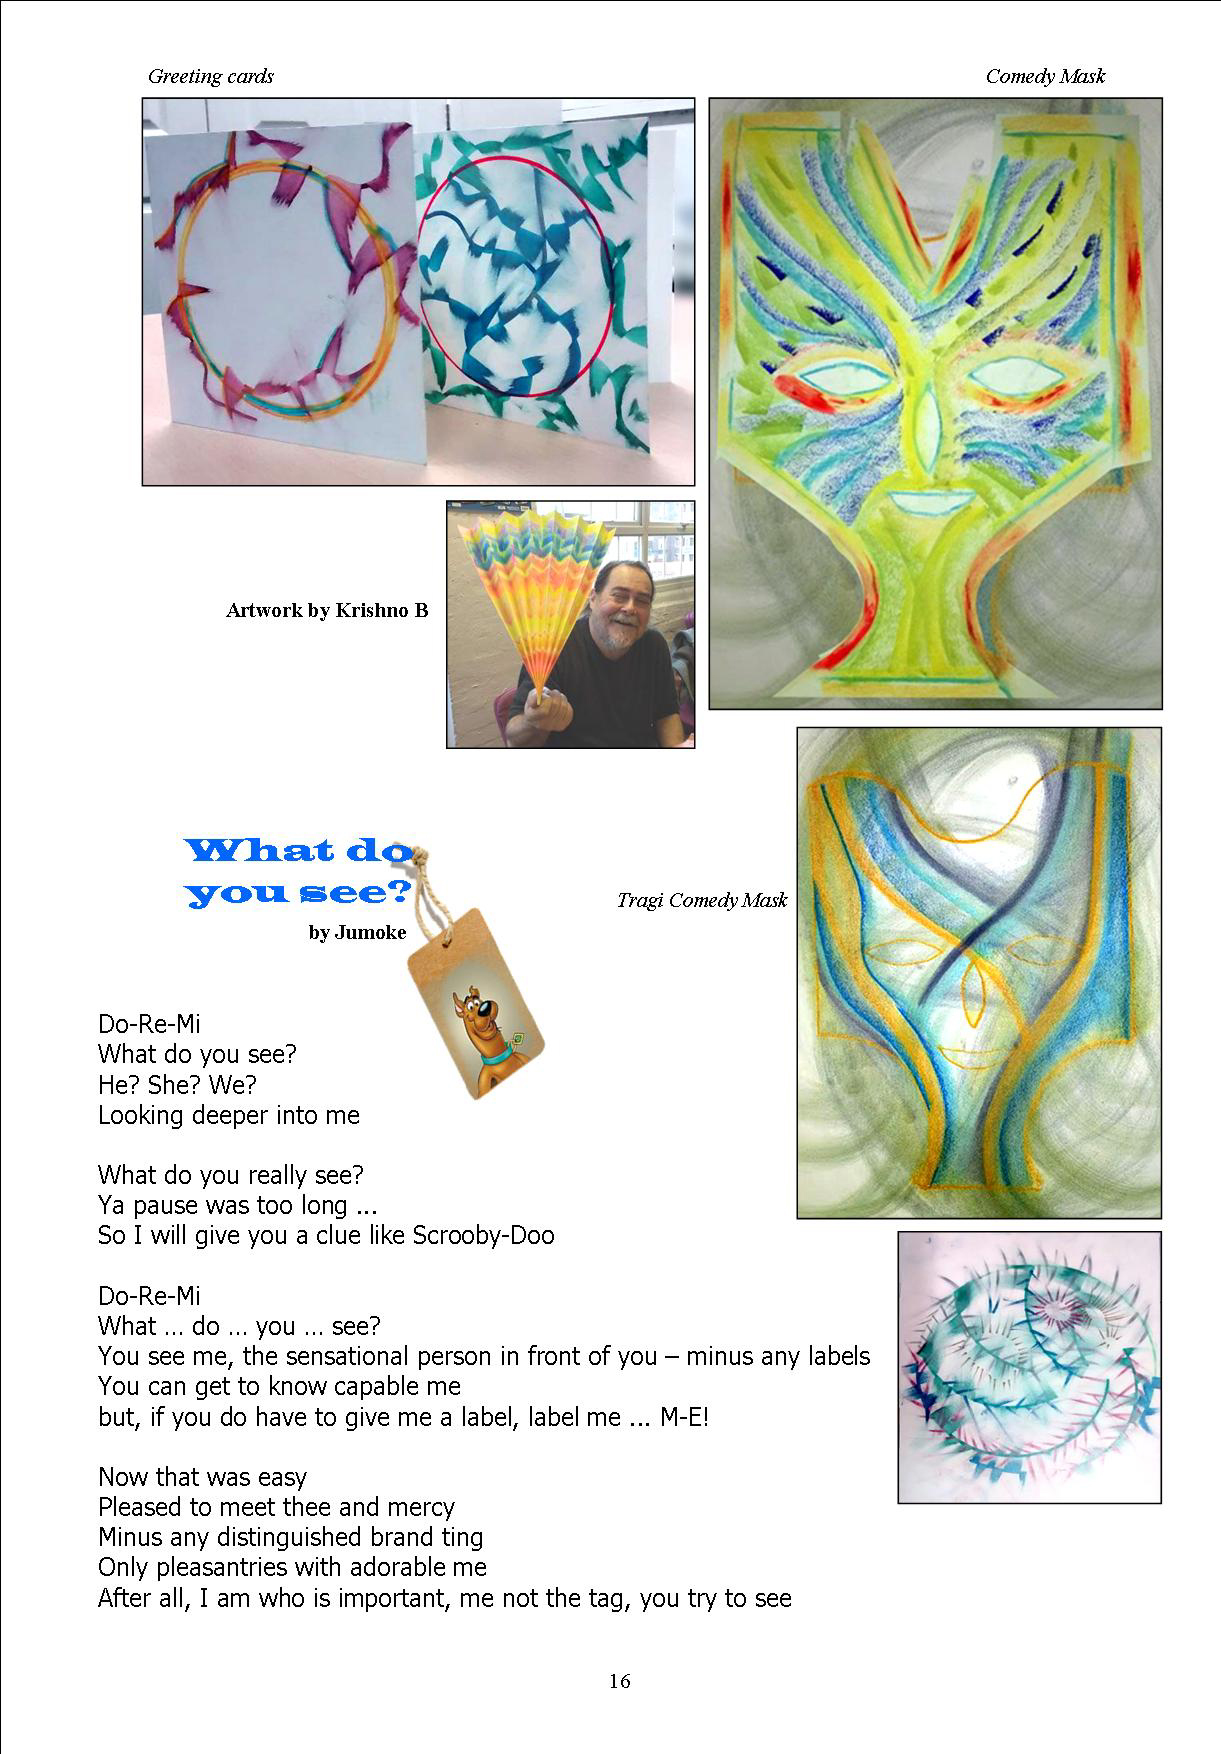 Greeting cards
Comedy Mask
Artwork by Krishno B
What do
you see?
by Jumoke
Tragi Comedy Mask
Do-Re-Mi
What do you see?
He? She? We?
Looking deeper into me
What do you really see?
Ya pause was too long ...
So I will give you a clue like Scrooby-Doo
Do-Re-Mi
What ... do ... you ... see?
You see me, the sensational person in front of you – minus any labels
You can get to know capable me
but, if you do have to give me a label, label me ... M-E!
Now that was easy
Pleased to meet thee and mercy
Minus any distinguished brand ting
Only pleasantries with adorable me
After all, I am who is important, me not the tag, you try to see
16